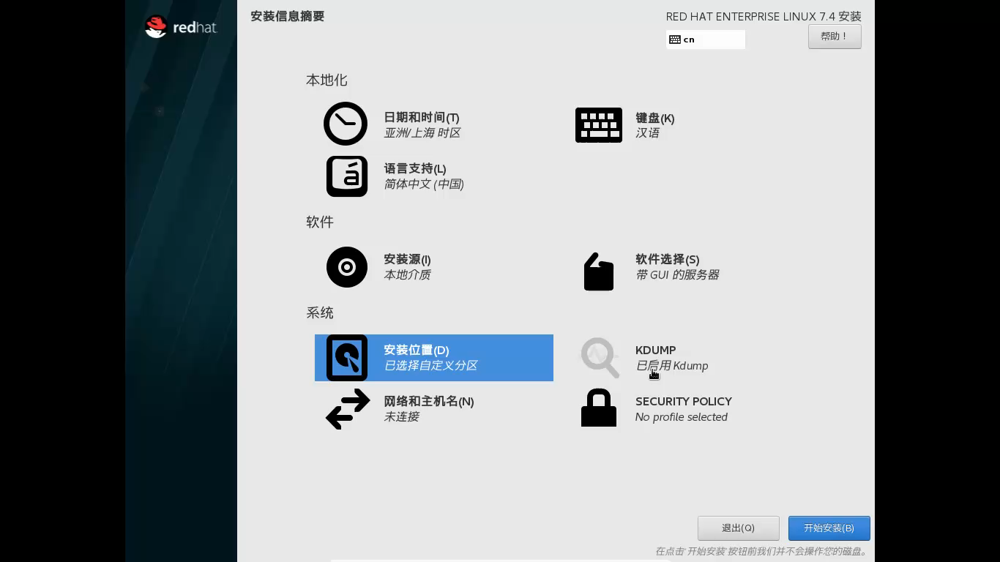 redhat.
安装信息摘要
RED HAT ENTERPRISE LINUX 7.4 安装
cn
帮助！
本地化
日期和时间(T)
亚洲/上海 时区
键盘(K)
汉语
á
语言支持(L)
简体中文 (中国)
软件
安装源(I)
本地介质
软件选择(S)
带 GUI 的服务器
系统
安装位置(D)
已选择自定义分区
KDUMP
已启用 Kdump
网络和主机名(N)
未连接
SECURITY POLICY
No profile selected
退出(Q)
开始安装(B)
在点击'开始安装'按钮前我们并不会操作您的磁盘。